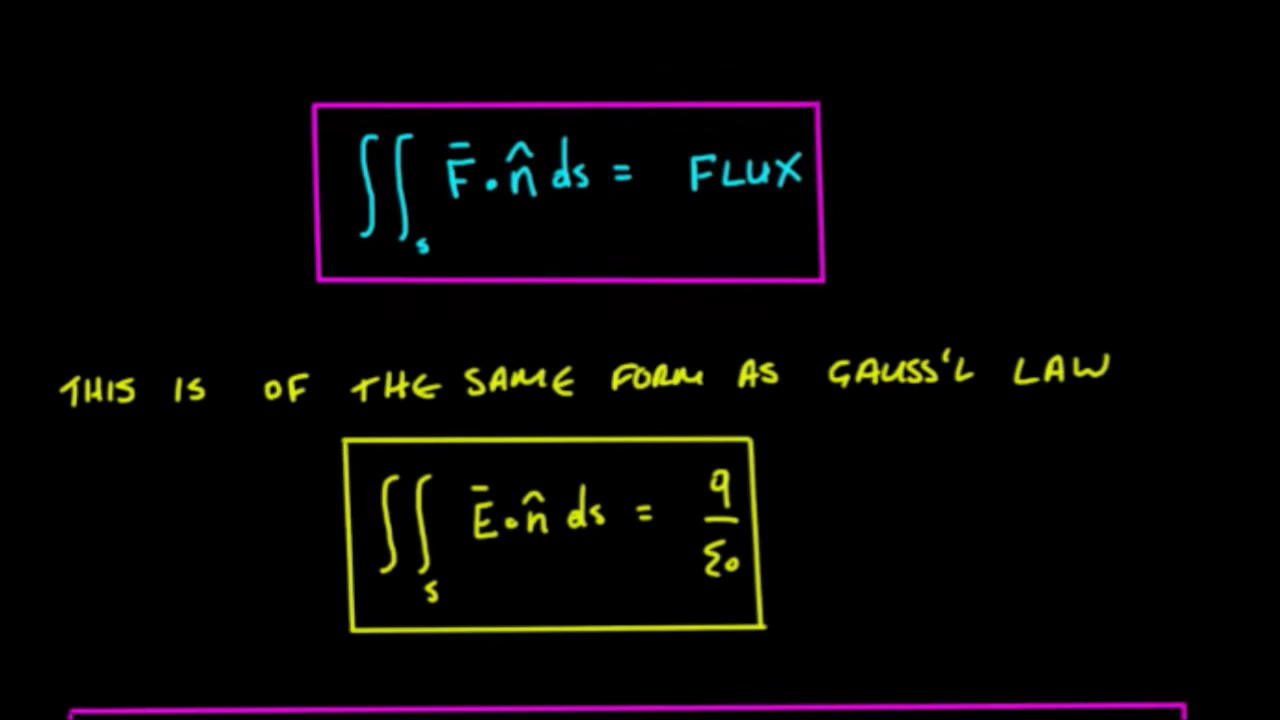 ∬ₛ F̄ • n̂ ds = FLUX
THIS IS OF THE SAME FORM AS GAUSS'L LAW
∬ₛ Ē • n̂ ds = q/ε₀